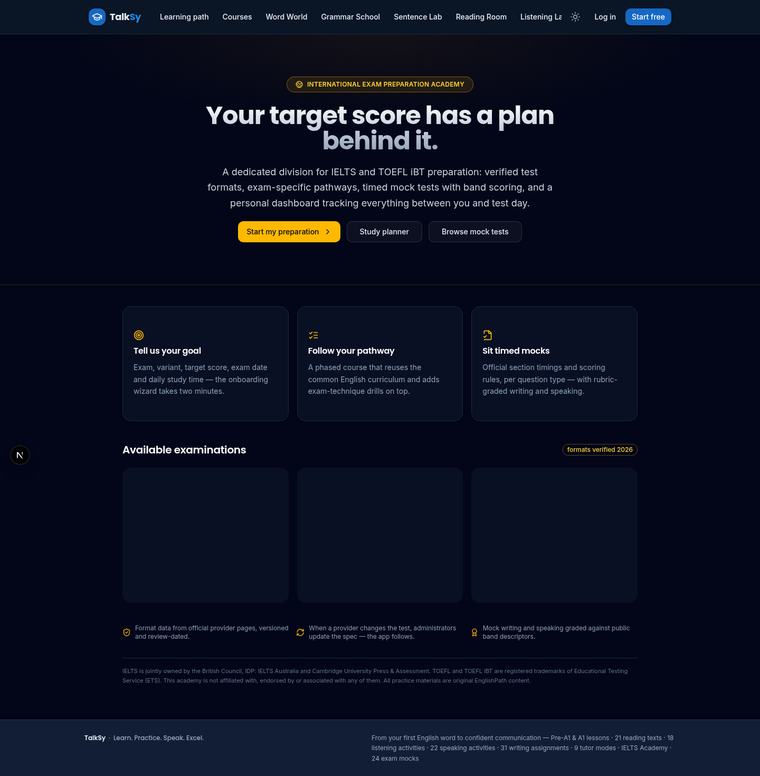 TalkSy
Learning path Courses Word World Grammar School Sentence Lab Reading Room Listening La Log in Start free
INTERNATIONAL EXAM PREPARATION ACADEMY
Your target score has a plan
behind it.
A dedicated division for IELTS and TOEFL iBT preparation: verified test
formats, exam-specific pathways, timed mock tests with band scoring, and a
personal dashboard tracking everything between you and test day.
Start my preparation Study planner Browse mock tests
Tell us your goal
Exam, variant, target score, exam date
and daily study time — the onboarding
wizard takes two minutes.
Follow your pathway
A phased course that reuses the
common English curriculum and adds
exam-technique drills on top.
Sit timed mocks
Official section timings and scoring
rules, per question type — with rubric-
graded writing and speaking.
Available examinations
formats verified 2026
N
Format data from official provider pages, versioned
and review-dated.
When a provider changes the test, administrators
update the spec — the app follows.
Mock writing and speaking graded against public
band descriptors.
IELTS is jointly owned by the British Council, IDP: IELTS Australia and Cambridge University Press & Assessment. TOEFL and TOEFL iBT are registered trademarks of Educational Testing
Service (ETS). This academy is not affiliated with, endorsed by or associated with any of them. All practice materials are original EnglishPath content.
TalkSy · Learn. Practice. Speak. Excel.
From your first English word to confident communication — Pre-A1 & A1 lessons · 21 reading texts · 18
listening activities · 22 speaking activities · 31 writing assignments · 9 tutor modes · IELTS Academy ·
24 exam mocks